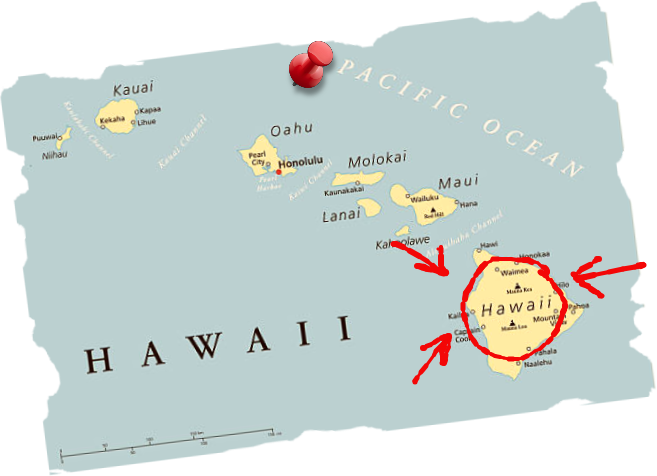 PACIFIC OCEAN
Kauai
Kapaa
Kekaha
Lihue
Puuwai
Niihau
Kaulakahi Channel
Kauai Channel
Oahu
Pearl
City
Honolulu
Pearl
Harbor
Kaiwi Channel
Molokai
Kaunakakai
Lanai
Maui
Wailuku
Hana
Red Hill
Kahoolawe
Alenuihaha Channel
Hawi
Honokaa
Waimea
Mauna Kea
Hilo
Hawaii
Kailua
Pahoa
Mountain
View
Captain
Cook
Mauna Loa
Pahala
Naalehu
HAWAII